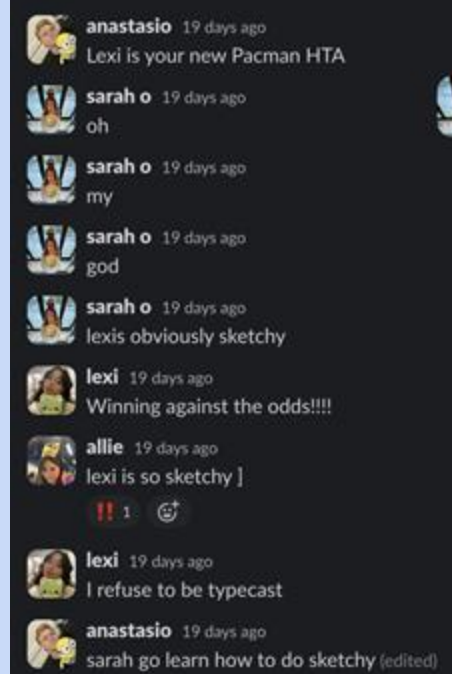 anastasio 19 days ago
Lexi is your new Pacman HTA
sarah o 19 days ago
oh
sarah o 19 days ago
my
sarah o 19 days ago
god
sarah o 19 days ago
lexis obviously sketchy
lexi 19 days ago
Winning against the odds!!!!
allie 19 days ago
lexi is so sketchy ]
‼️ 1
lexi 19 days ago
I refuse to be typecast
anastasio 19 days ago
sarah go learn how to do sketchy (edited)